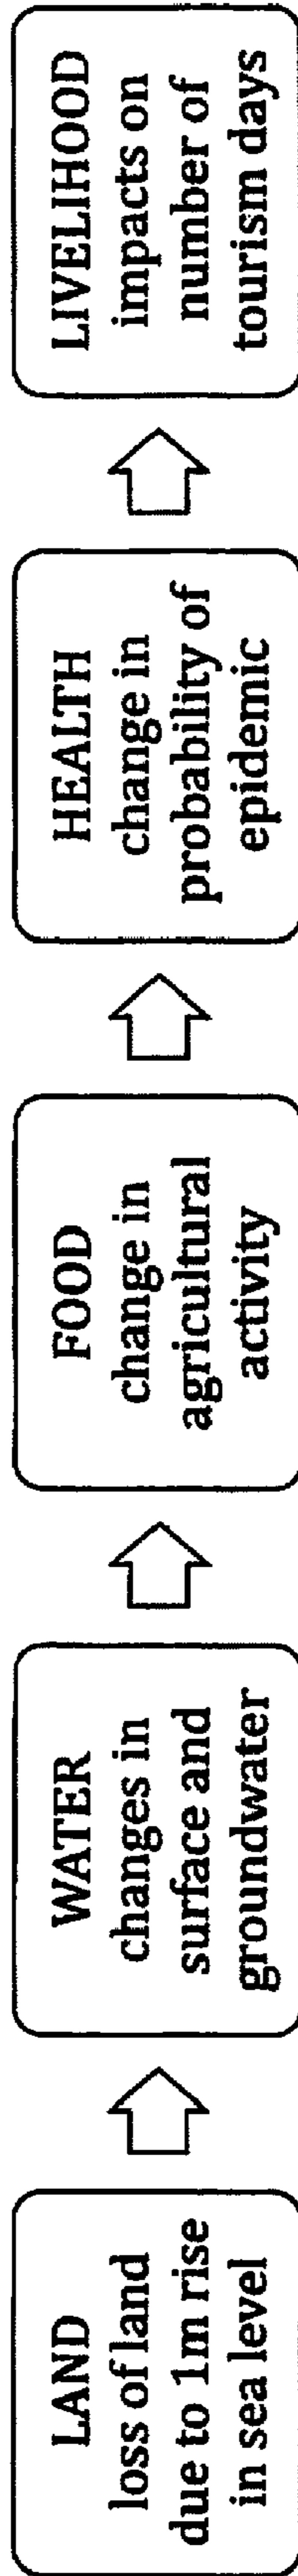 LAND
loss of land
due to 1m rise
in sea level
WATER
changes in
surface and
groundwater
FOOD
change in
agricultural
activity
HEALTH
change in
probability of
epidemic
LIVELIHOOD
impacts on
number of
tourism days